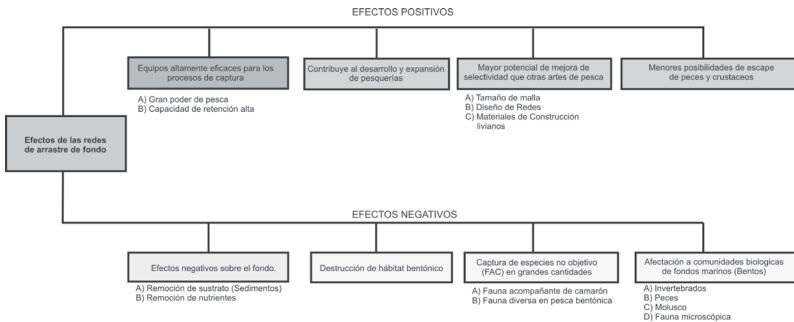 EFECTOS POSITIVOS
Equipos altamente eficaces para los
procesos de captura
A) Gran poder de pesca
B) Capacidad de retención alta
Contribuye al desarrollo y expansión
de pesquerías
Mayor potencial de mejora de
selectividad que otras artes de pesca
A) Tamaño de malla
B) Diseño de Redes
C) Materiales de Construcción
livianos
Menores posibilidades de escape
de peces y crustaceos
Efectos de las redes
de arrastre de fondo
EFECTOS NEGATIVOS
Efectos negativos sobre el fondo.
A) Remoción de sustrato (Sedimentos)
B) Remoción de nutrientes
Destrucción de hábitat bentónico
Captura de especies no objetivo
(FAC) en grandes cantidades
A) Fauna acompañante de camarón
B) Fauna diversa en pesca bentónica
Afectación a comunidades biologicas
de fondos marinos (Bentos)
A) Invertebrados
B) Peces
C) Molusco
D) Fauna microscópica